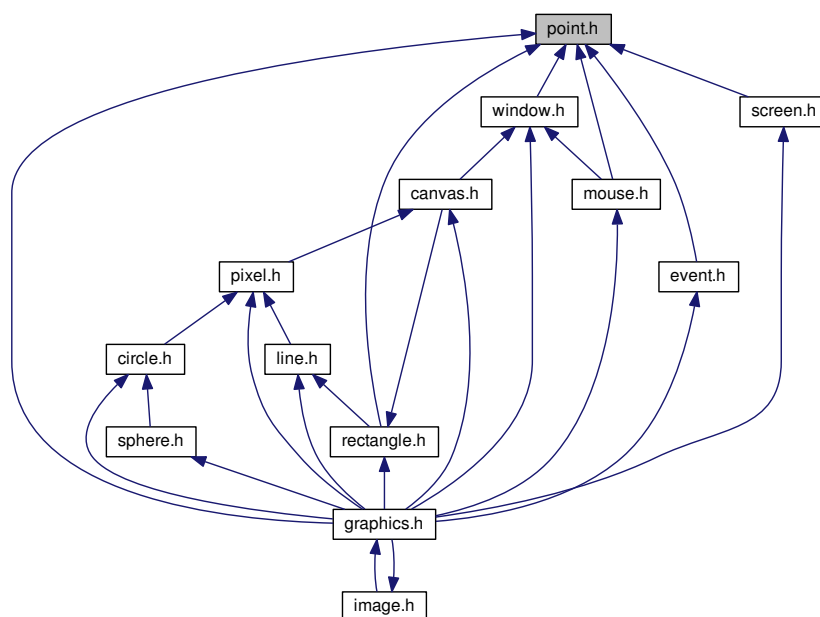 point.h
window.h
screen.h
canvas.h
mouse.h
pixel.h
event.h
circle.h
line.h
sphere.h
rectangle.h
graphics.h
image.h